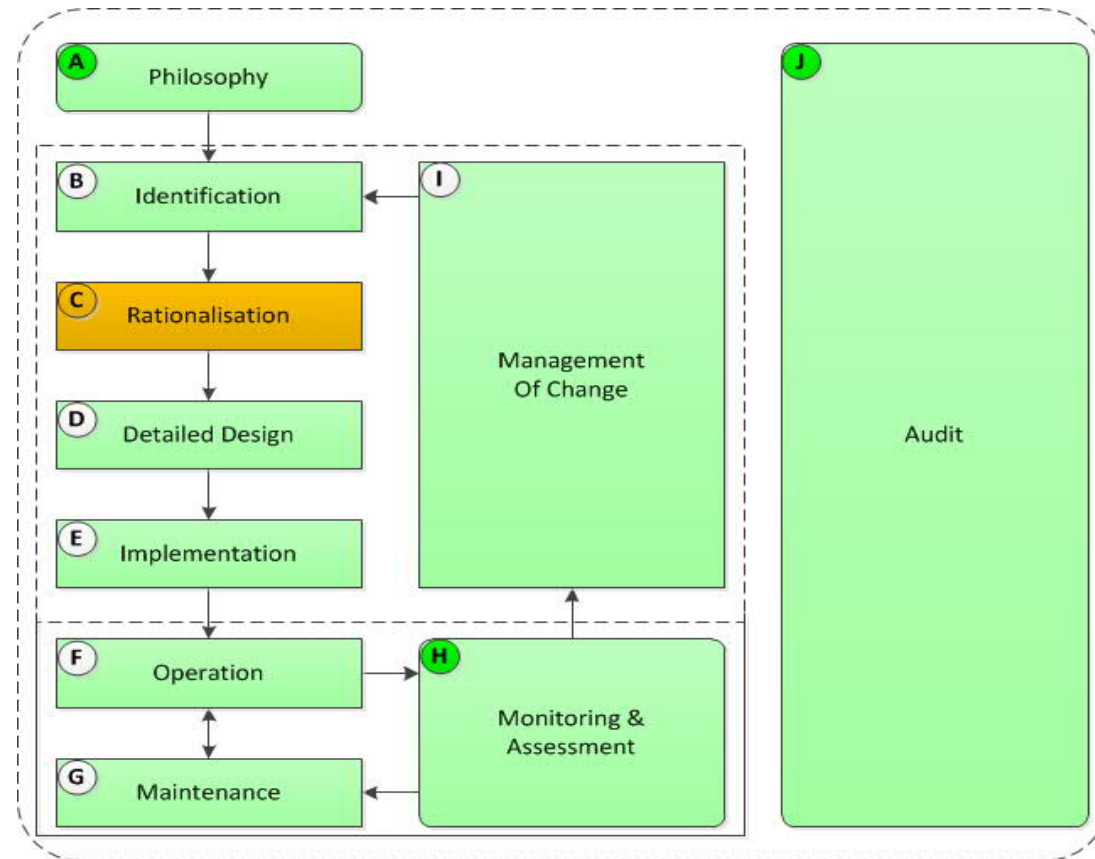 A
Philosophy
B
Identification
C
Rationalisation
D
Detailed Design
E
Implementation
F
Operation
G
Maintenance
I
Management
Of Change
H
Monitoring &
Assessment
J
Audit